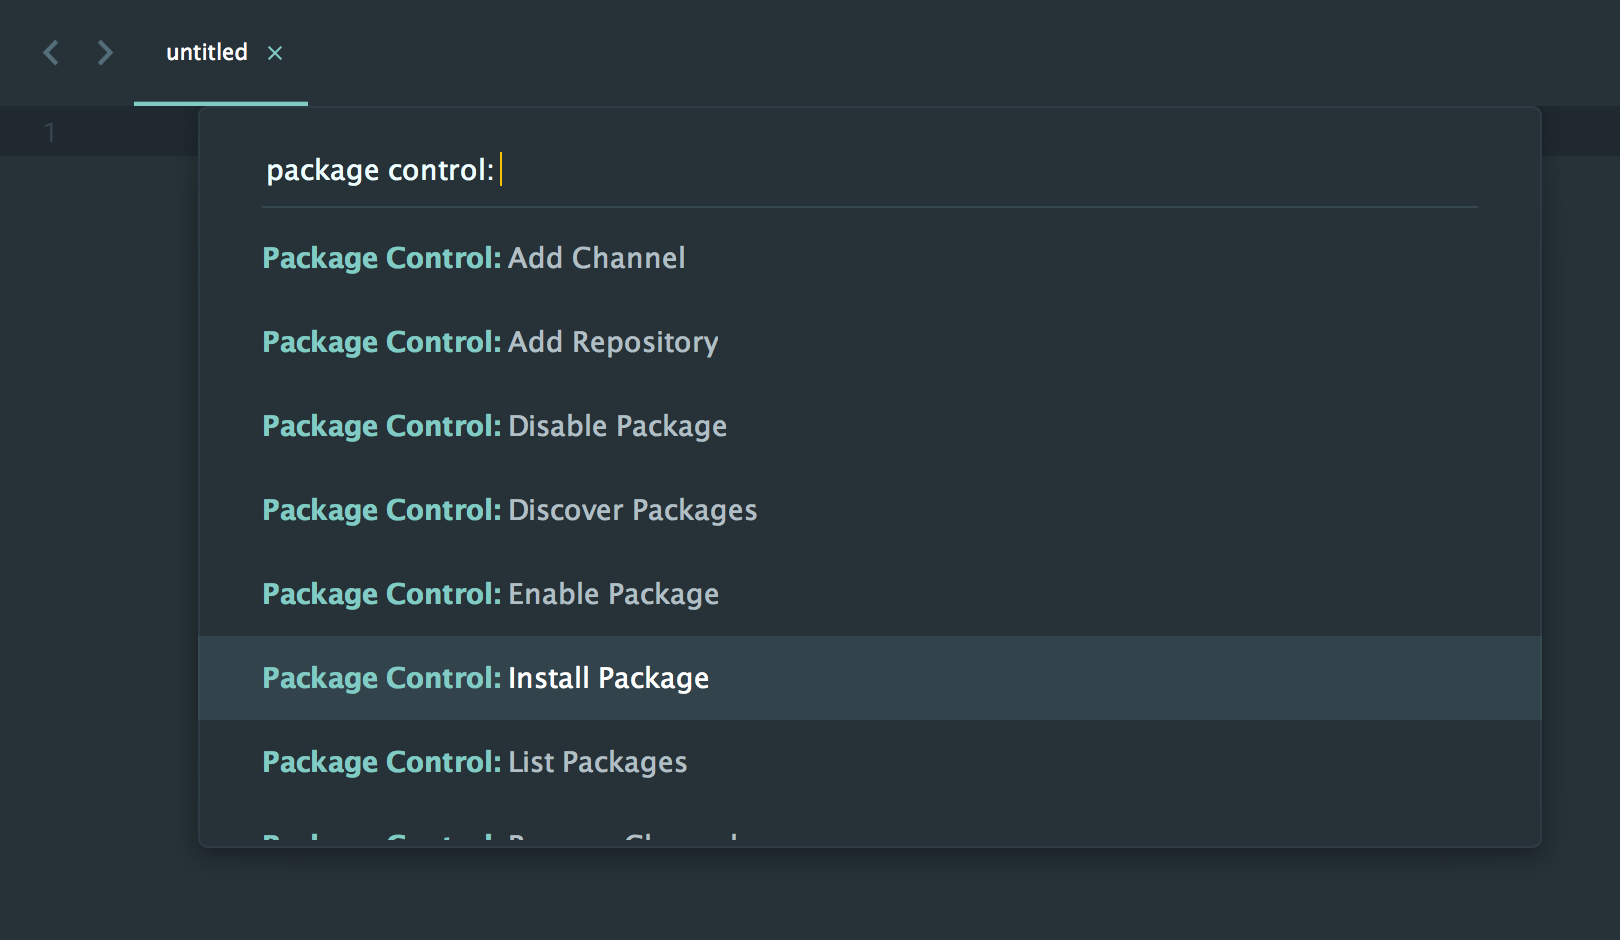 untitled
1
package control:
Package Control: Add Channel
Package Control: Add Repository
Package Control: Disable Package
Package Control: Discover Packages
Package Control: Enable Package
Package Control: Install Package
Package Control: List Packages